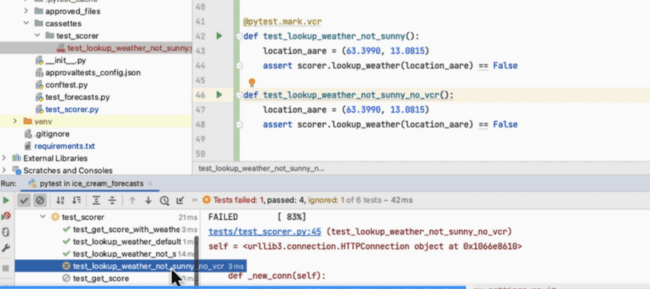 approved_files
cassettes
test_scorer
test_lookup_weather_not_sunny.
__init__.py
approvaltests_config.json
conftest.py
test_forecasts.py
test_scorer.py
venv
.gitignore
requirements.txt
External Libraries
Scratches and Consoles
40
41 @pytest.mark.vcr
42 def test_lookup_weather_not_sunny():
43 location_aare = (63.3990, 13.0815)
44 assert scorer.lookup_weather(location_aare) == False
45
46 def test_lookup_weather_not_sunny_no_vcr():
47 location_aare = (63.3990, 13.0815)
48 assert scorer.lookup_weather(location_aare) == False
49
50
test_lookup_weather_not_sunny_n...
Run: pytest in ice_cream_forecasts ×
Tests failed: 1, passed: 4, ignored: 1 of 6 tests – 42 ms
test_scorer 21 ms
test_get_score_with_weathe 3 ms
test_lookup_weather_default 1 ms
test_lookup_weather_not_s 14 ms
test_lookup_weather_not_sunny_no_vcr 3 ms
test_get_score
FAILED [ 83%]
tests/test_scorer.py:45 (test_lookup_weather_not_sunny_no_vcr)
self = <urllib3.connection.HTTPConnection object at 0x1066e8610>
def _new_conn(self):